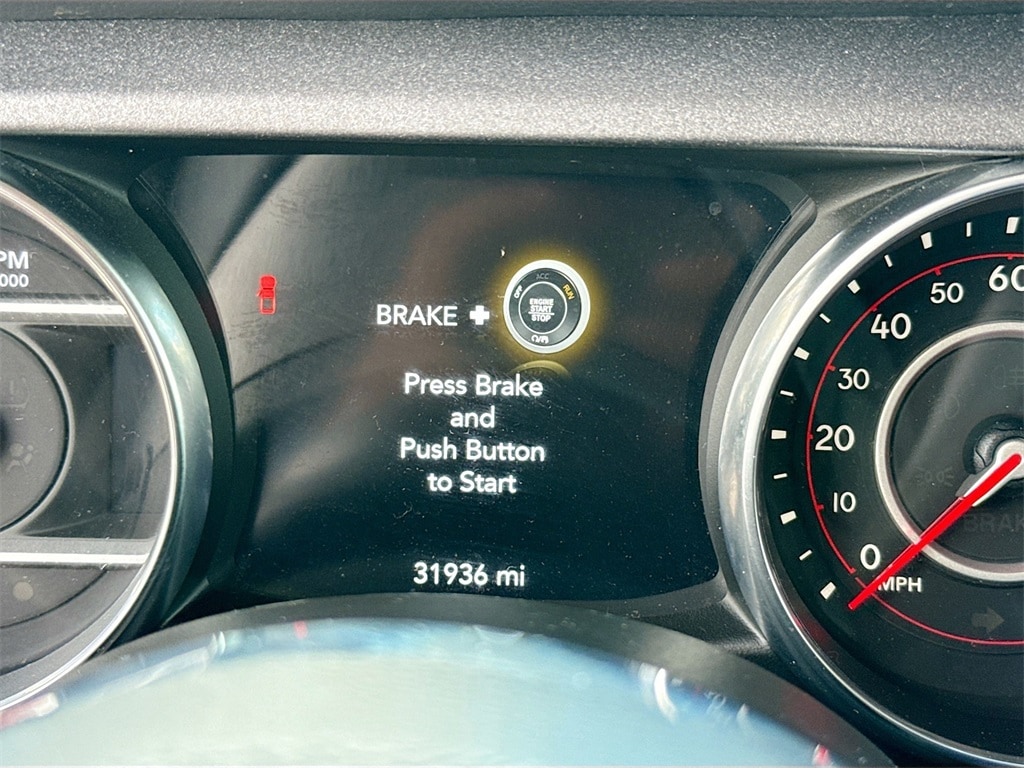 PM
000
BRAKE +
ACC
OFF
RUN
ENGINE
START
STOP
Press Brake
and
Push Button
to Start
31936 mi
60
50
40
30
20
10
0
MPH
BRAKE